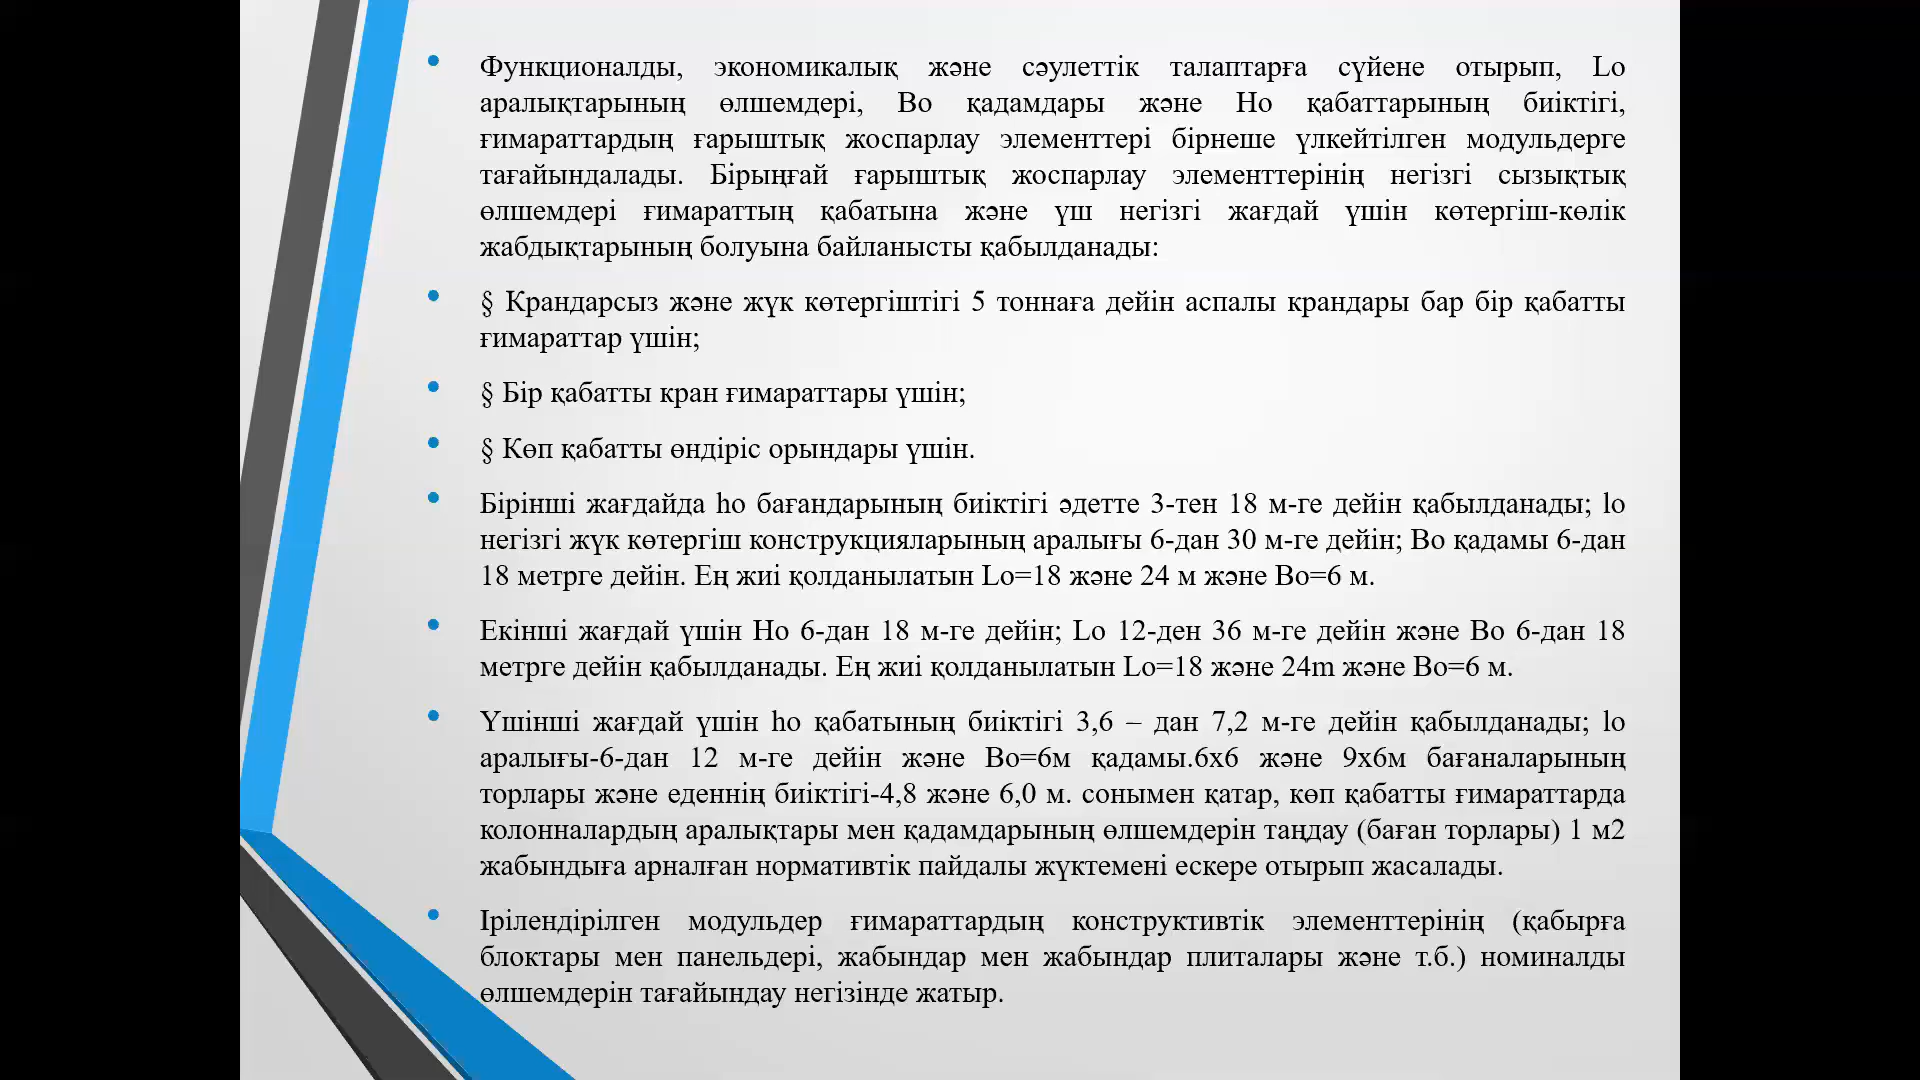 • Функционалды, экономикалық және сәулеттік талаптарға сүйене отырып, Lo
аралықтарының өлшемдері, Во қадамдары және Но қабаттарының биіктігі,
ғимараттардың ғарыштық жоспарлау элементтері бірнеше үлкейтілген модульдерге
тағайындалады. Бірыңғай ғарыштық жоспарлау элементтерінің негізгі сызықтық
өлшемдері ғимараттың қабатына және үш негізгі жағдай үшін көтергіш-көлік
жабдықтарының болуына байланысты қабылданады:
• § Крандарсыз және жүк көтергіштігі 5 тоннаға дейін аспалы крандары бар бір қабатты
ғимараттар үшін;
• § Бір қабатты кран ғимараттары үшін;
• § Көп қабатты өндіріс орындары үшін.
• Бірінші жағдайда ho бағандарының биіктігі әдетте 3-тен 18 м-ге дейін қабылданады; lo
негізгі жүк көтергіш конструкцияларының аралығы 6-дан 30 м-ге дейін; Во қадамы 6-дан
18 метрге дейін. Ең жиі қолданылатын Lo=18 және 24 м және Во=6 м.
• Екінші жағдай үшін Но 6-дан 18 м-ге дейін; Lo 12-ден 36 м-ге дейін және Во 6-дан 18
метрге дейін қабылданады. Ең жиі қолданылатын Lo=18 және 24m және Во=6 м.
• Үшінші жағдай үшін ho қабатының биіктігі 3,6 – дан 7,2 м-ге дейін қабылданады; lo
аралығы-6-дан 12 м-ге дейін және Во=6м қадамы.6х6 және 9х6м бағаналарының
торлары және еденнің биіктігі-4,8 және 6,0 м. сонымен қатар, көп қабатты ғимараттарда
колонналардың аралықтары мен қадамдарының өлшемдерін таңдау (баған торлары) 1 м2
жабындыға арналған нормативтік пайдалы жүктемені ескере отырып жасалады.
• Ірілендірілген модульдер ғимараттардың конструктивтік элементтерінің (қабырға
блоктары мен панельдері, жабындар мен жабындар плиталары және т.б.) номиналды
өлшемдерін тағайындау негізінде жатыр.